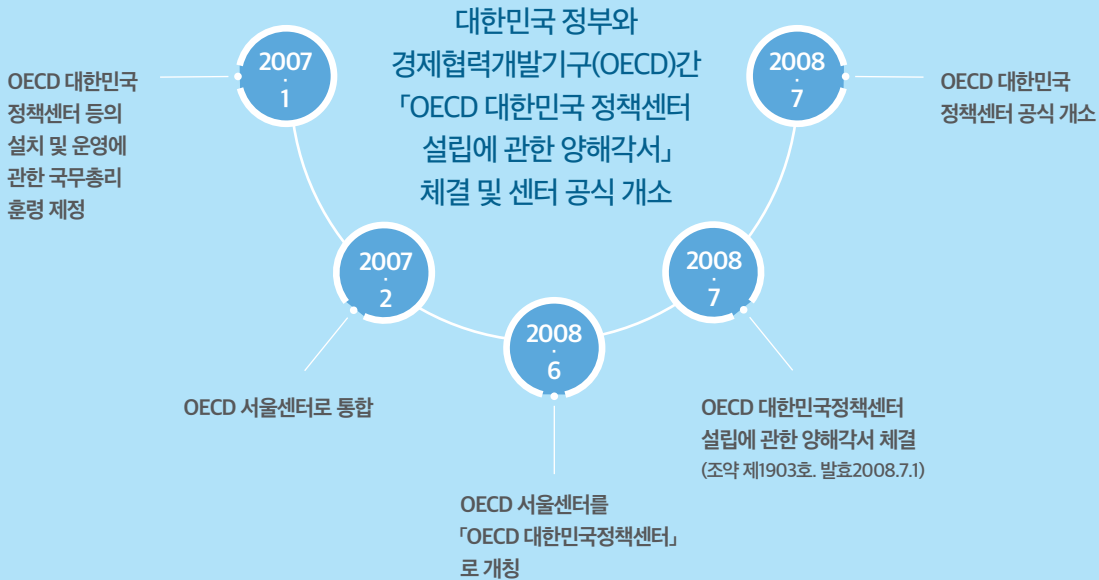 대한민국 정부와
경제협력개발기구(OECD)간
「OECD 대한민국 정책센터
설립에 관한 양해각서」
체결 및 센터 공식 개소
2007
·
1
OECD 대한민국
정책센터 등의
설치 및 운영에
관한 국무총리
훈령 제정
2007
·
2
OECD 서울센터로 통합
2008
·
6
OECD 서울센터를
「OECD 대한민국정책센터」
로 개칭
2008
·
7
OECD 대한민국정책센터
설립에 관한 양해각서 체결
(조약 제1903호. 발효2008.7.1)
2008
·
7
OECD 대한민국
정책센터 공식 개소